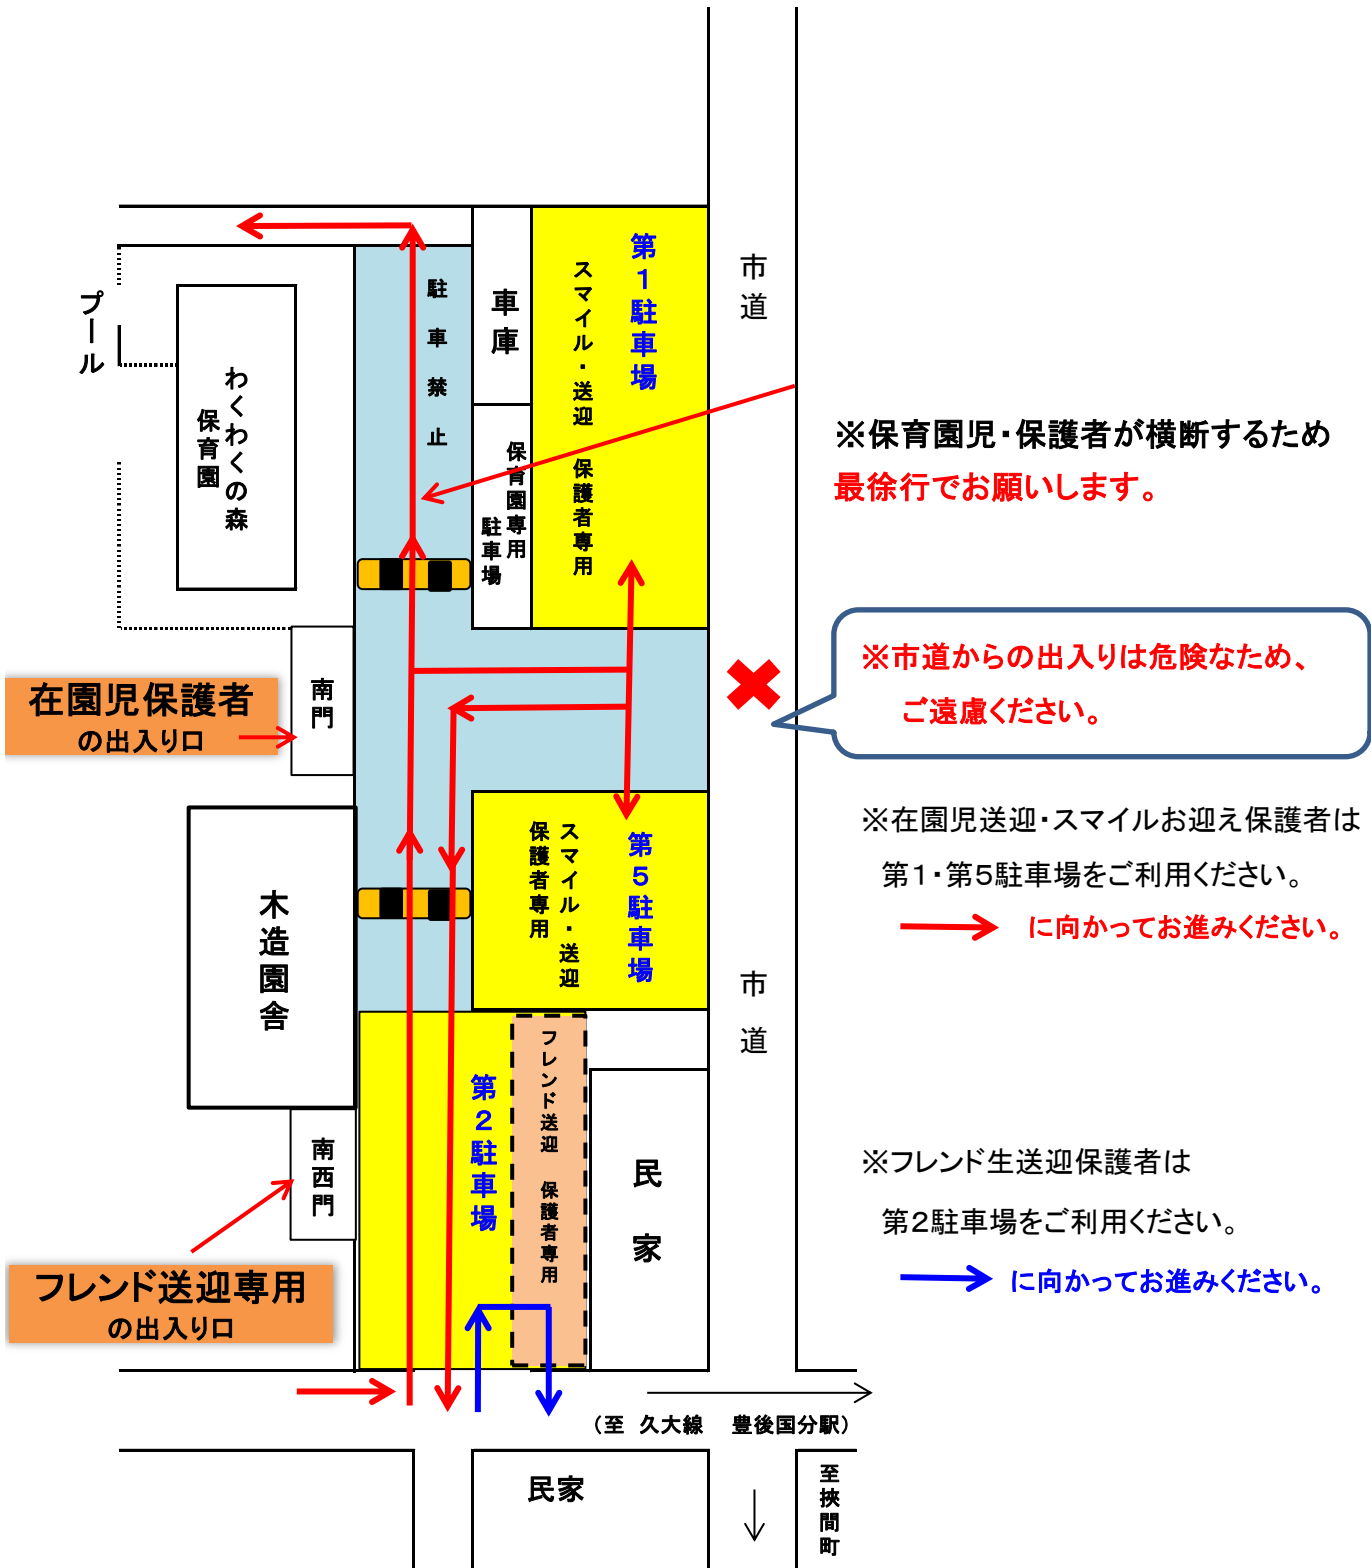 第1駐車場
スマイル・送迎 保護者専用
車庫
保育園専用
駐車場
駐車禁止
市道
プール
わくわくの森
保育園
※保育園児・保護者が横断するため
最徐行でお願いします。
※市道からの出入りは危険なため、
ご遠慮ください。
南門
在園児保護者
の出入り口
※在園児送迎・スマイルお迎え保護者は
第1・第5駐車場をご利用ください。
に向かってお進みください。
第5駐車場
スマイル・送迎
保護者専用
木造園舎
市道
第2駐車場
フレンド送迎 保護者専用
民家
南西門
フレンド送迎専用
の出入り口
※フレンド生送迎保護者は
第2駐車場をご利用ください。
に向かってお進みください。
(至 久大線 豊後国分駅)
民家
至挾間町